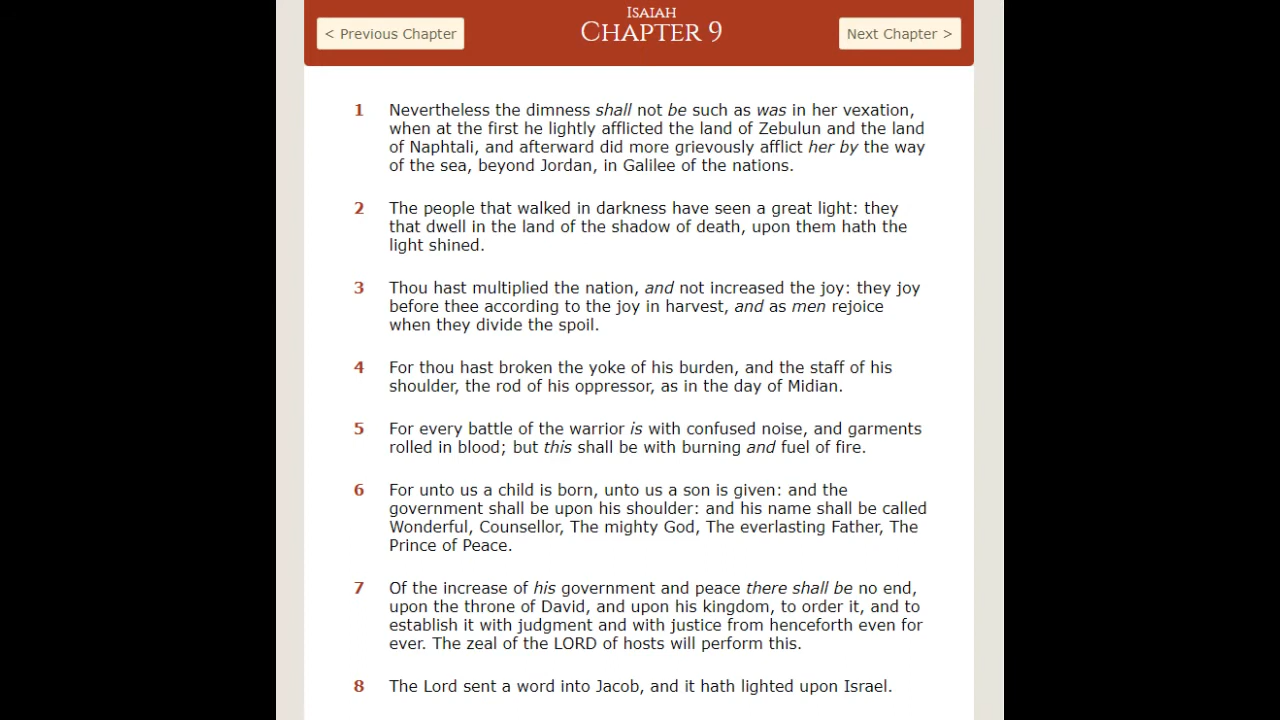 ISAIAH
< Previous Chapter
CHAPTER 9
Next Chapter >
1 Nevertheless the dimness shall not be such as was in her vexation,
when at the first he lightly afflicted the land of Zebulun and the land
of Naphtali, and afterward did more grievously afflict her by the way
of the sea, beyond Jordan, in Galilee of the nations.
2 The people that walked in darkness have seen a great light: they
that dwell in the land of the shadow of death, upon them hath the
light shined.
3 Thou hast multiplied the nation, and not increased the joy: they joy
before thee according to the joy in harvest, and as men rejoice
when they divide the spoil.
4 For thou hast broken the yoke of his burden, and the staff of his
shoulder, the rod of his oppressor, as in the day of Midian.
5 For every battle of the warrior is with confused noise, and garments
rolled in blood; but this shall be with burning and fuel of fire.
6 For unto us a child is born, unto us a son is given: and the
government shall be upon his shoulder: and his name shall be called
Wonderful, Counsellor, The mighty God, The everlasting Father, The
Prince of Peace.
7 Of the increase of his government and peace there shall be no end,
upon the throne of David, and upon his kingdom, to order it, and to
establish it with judgment and with justice from henceforth even for
ever. The zeal of the LORD of hosts will perform this.
8 The Lord sent a word into Jacob, and it hath lighted upon Israel.